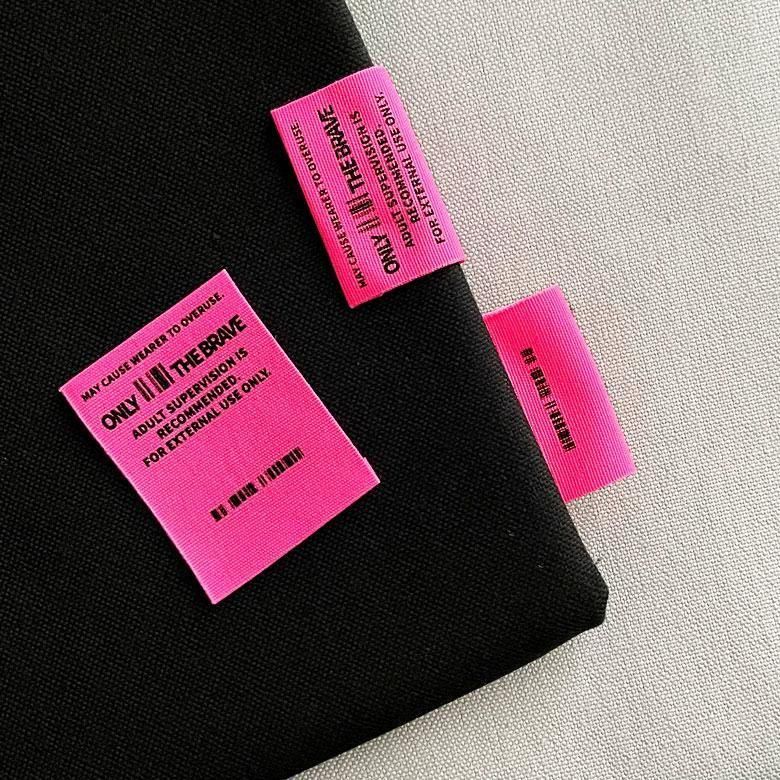 MAY CAUSE WEARER TO OVERUSE.
ONLY THE BRAVE
ADULT SUPERVISION IS
RECOMMENDED.
FOR EXTERNAL USE ONLY.
MAY CAUSE WEARER TO OVERUSE.
ONLY THE BRAVE
ADULT SUPERVISION IS
RECOMMENDED.
FOR EXTERNAL USE ONLY.